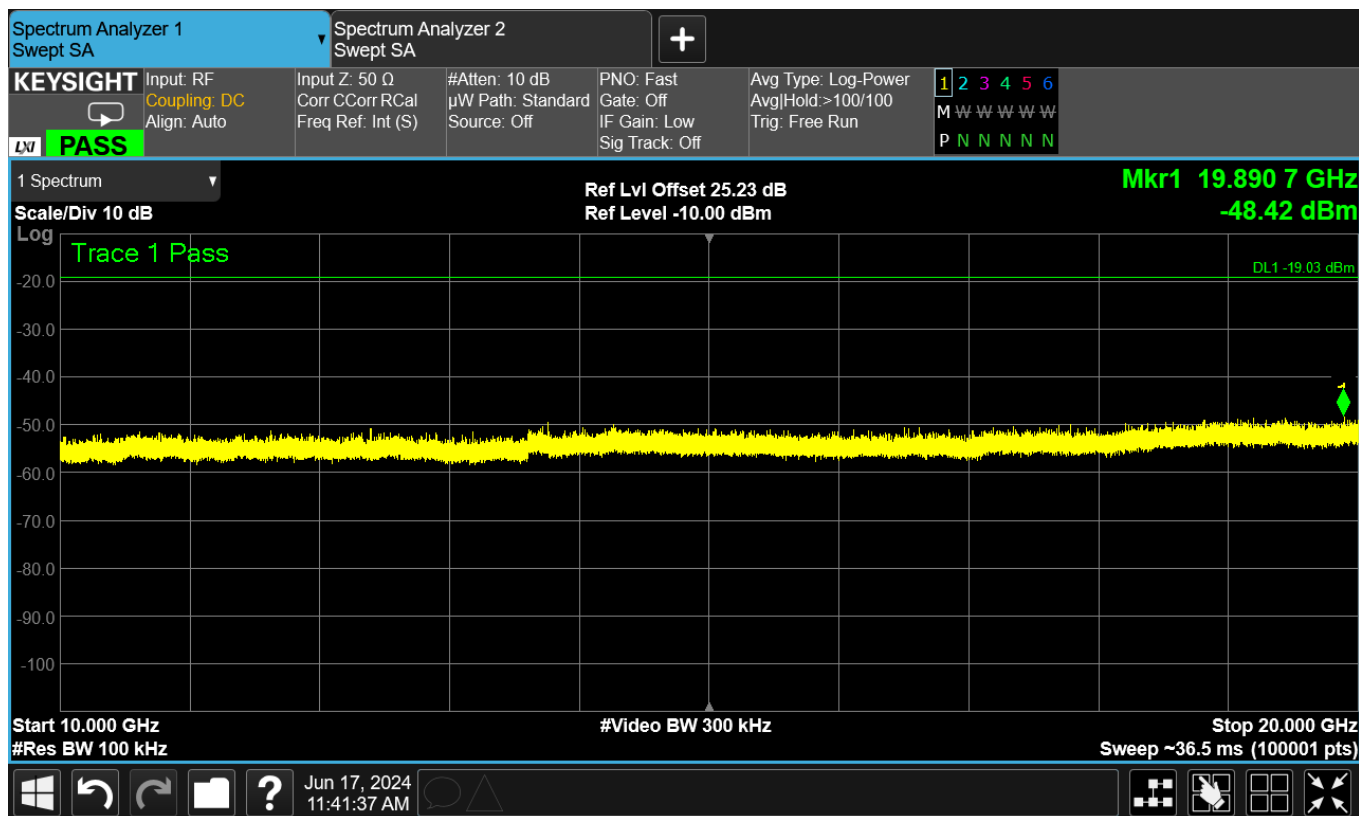 Spectrum Analyzer 1
Swept SA
Spectrum Analyzer 2
Swept SA
KEYSIGHT
LXI
PASS
Input: RF
Coupling: DC
Align: Auto
Input Z: 50 Ω
Corr CCorr RCal
Freq Ref: Int (S)
#Atten: 10 dB
µW Path: Standard
Source: Off
PNO: Fast
Gate: Off
IF Gain: Low
Sig Track: Off
Avg Type: Log-Power
Avg|Hold:>100/100
Trig: Free Run
1 2 3 4 5 6
M W W W W W
P N N N N N
1 Spectrum
Scale/Div 10 dB
Ref Lvl Offset 25.23 dB
Ref Level -10.00 dBm
Mkr1 19.890 7 GHz
-48.42 dBm
Log
Trace 1 Pass
DL1 -19.03 dBm
-20.0
-30.0
-40.0
1
-50.0
-60.0
-70.0
-80.0
-90.0
-100
Start 10.000 GHz
#Video BW 300 kHz
Stop 20.000 GHz
#Res BW 100 kHz
Sweep ~36.5 ms (100001 pts)
?
Jun 17, 2024
11:41:37 AM